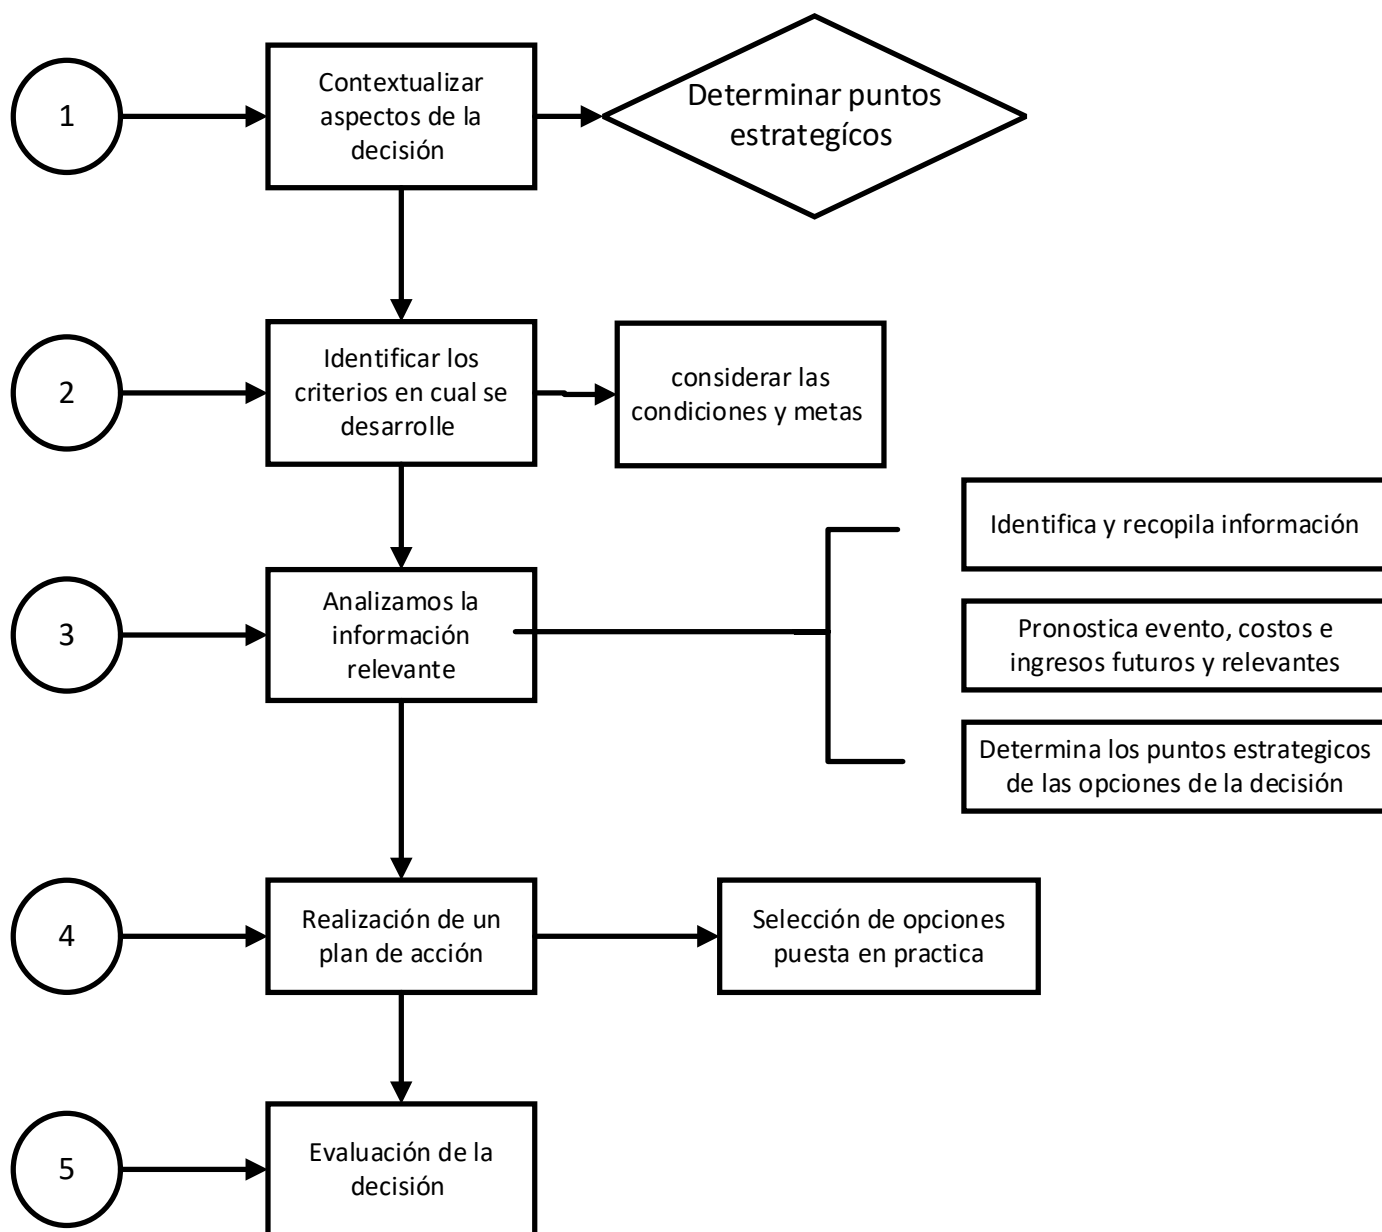 1
Contextualizar
aspectos de la
decisión
Determinar puntos
estrategícos
2
Identificar los
criterios en cual se
desarrolle
considerar las
condiciones y metas
3
Analizamos la
información
relevante
Identifica y recopila información
Pronostica evento, costos e
ingresos futuros y relevantes
Determina los puntos estrategicos
de las opciones de la decisión
4
Realización de un
plan de acción
Selección de opciones
puesta en practica
5
Evaluación de la
decisión